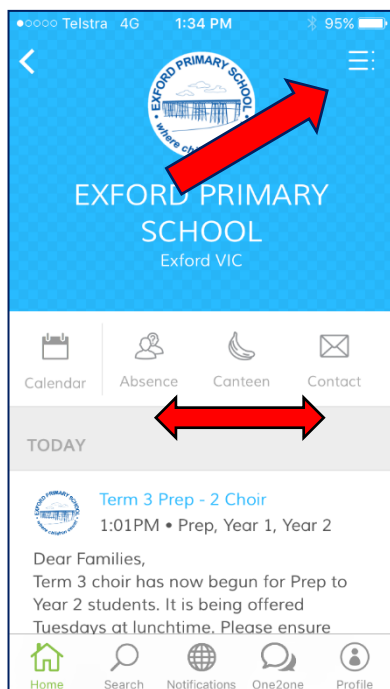 Telstra 4G 1:34 PM 95%
EXFORD PRIMARY SCHOOL
Where ch
EXFORD PRIMARY
SCHOOL
Exford VIC
Calendar Absence Canteen Contact
TODAY
Term 3 Prep - 2 Choir
1:01PM • Prep, Year 1, Year 2
Dear Families,
Term 3 choir has now begun for Prep to
Year 2 students. It is being offered
Tuesdays at lunchtime. Please ensure
Home Search Notifications One2one Profile